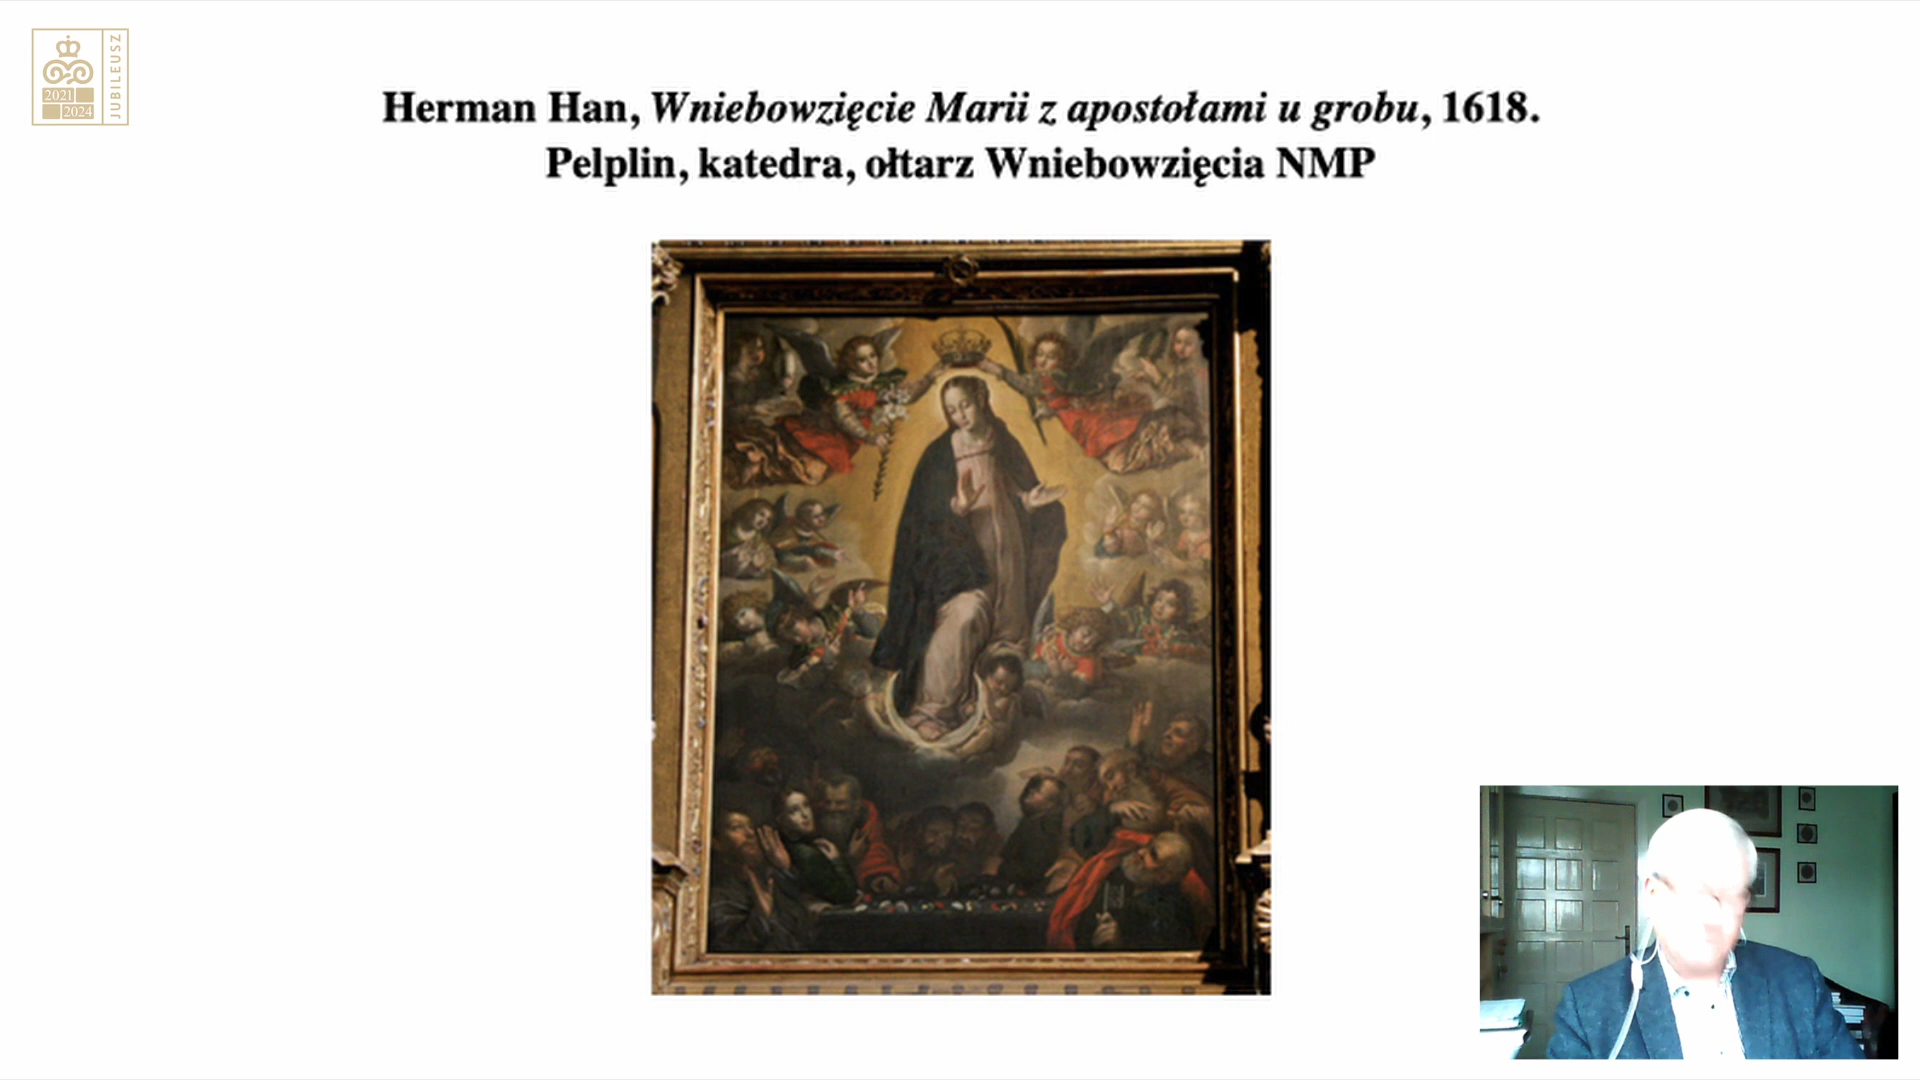 2021
2024
JUBILEUSZ
Herman Han, Wniebowzięcie Marii z apostołami u grobu, 1618.
Pelplin, katedra, ołtarz Wniebowzięcia NMP